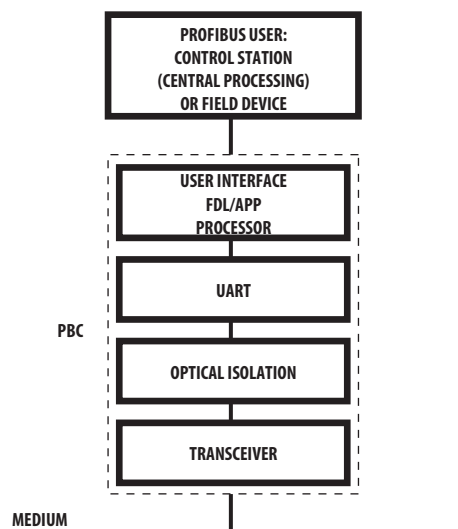 PROFIBUS USER:
CONTROL STATION
(CENTRAL PROCESSING)
OR FIELD DEVICE
USER INTERFACE
FDL/APP
PROCESSOR
UART
PBC
OPTICAL ISOLATION
TRANSCEIVER
MEDIUM